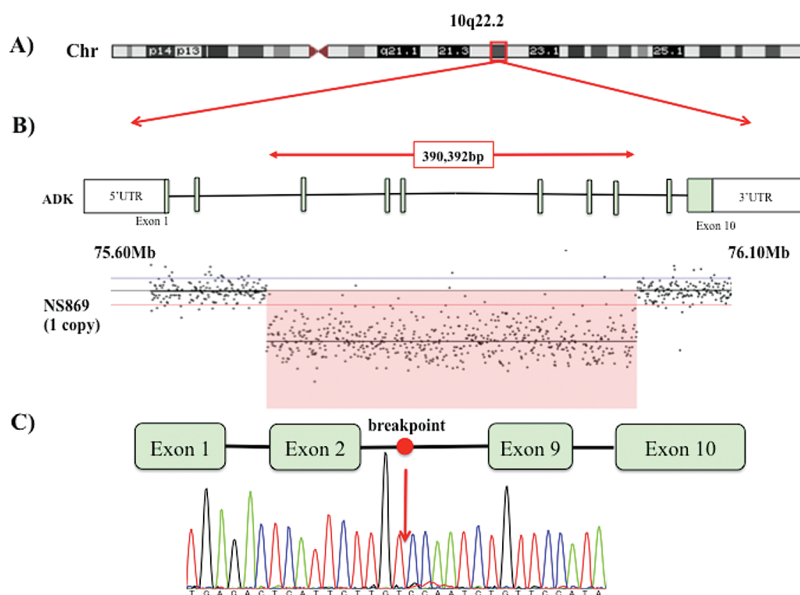 10q22.2
A)
Chr
p14 p13 q21.1 21.3 23.1 25.1
B)
390,392bp
ADK
5'UTR
3'UTR
Exon 1
Exon 10
75.60Mb
76.10Mb
NS869
(1 copy)
C)
breakpoint
Exon 1
Exon 2
Exon 9
Exon 10
T G A G A C T C A T T C T T G T C C A A T C T G T T C C A T A